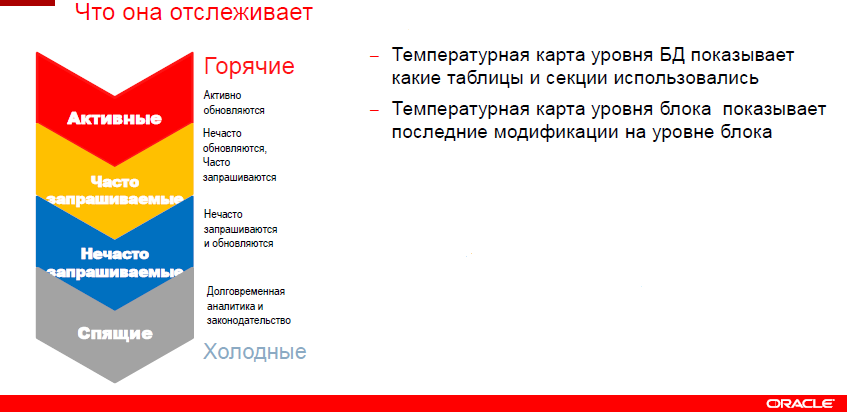 Что она отслеживает
Горячие
Активные
Активно
обновляются
Нечасто
обновляются,
Часто
запрашиваются
Часто
запрашиваемые
Нечасто
запрашиваются
и обновляются
Нечасто
запрашиваемые
Долговременная
аналитика и
законодательство
Спящие
Холодные
– Температурная карта уровня БД показывает
какие таблицы и секции использовались
– Температурная карта уровня блока показывает
последние модификации на уровне блока
ORACLE